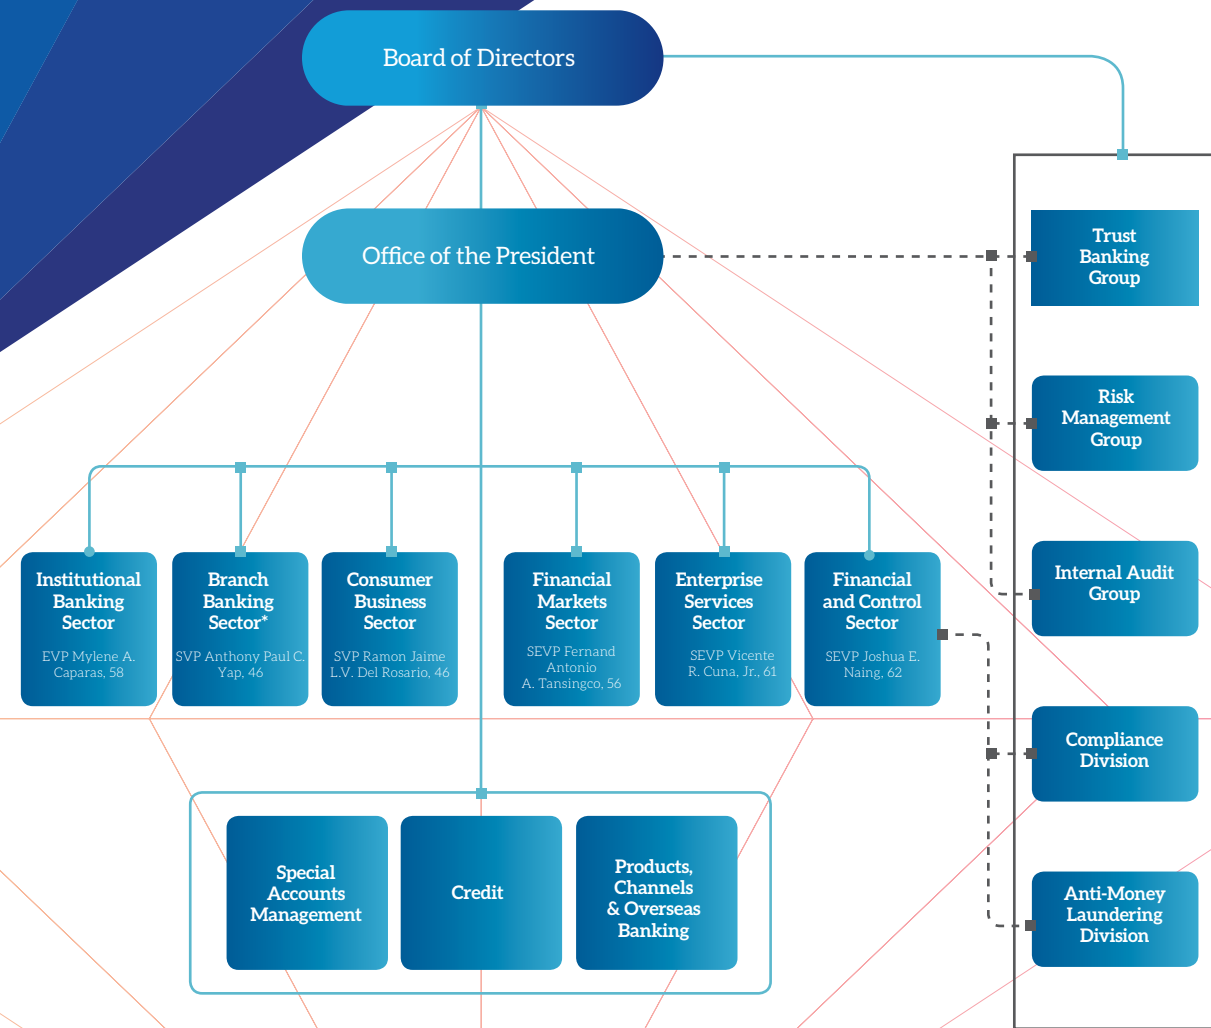 Board of Directors
Office of the President
Trust
Banking
Group
Risk
Management
Group
Internal Audit
Group
Compliance
Division
Anti-Money
Laundering
Division
Institutional
Banking
Sector
EVP Mylene A.
Caparas, 58
Branch
Banking
Sector*
SVP Anthony Paul C.
Yap, 46
Consumer
Business
Sector
SVP Ramon Jaime
L.V. Del Rosario, 46
Financial
Markets
Sector
SEVP Fernand
Antonio
A. Tansingco, 56
Enterprise
Services
Sector
SEVP Vicente
R. Cuna, Jr., 61
Financial
and Control
Sector
SEVP Joshua E.
Naing, 62
Special
Accounts
Management
Credit
Products,
Channels
& Overseas
Banking